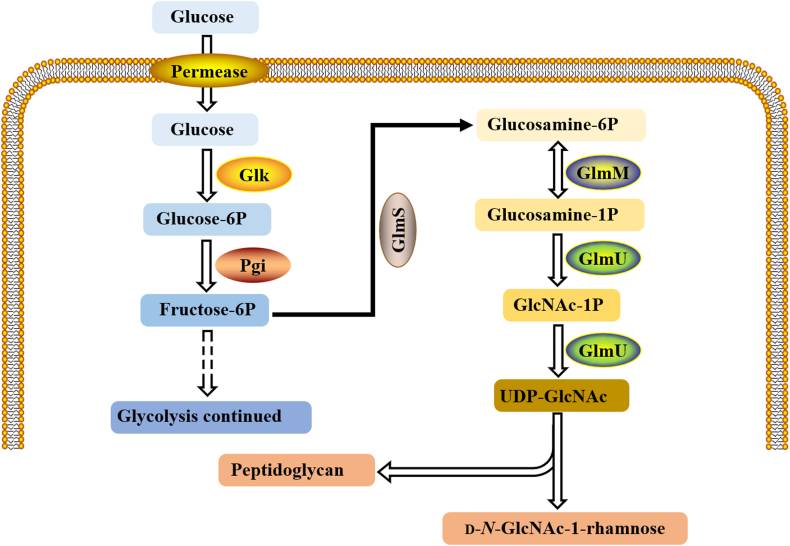 Glucose
Permease
Glucose
Glk
Glucose-6P
Pgi
Fructose-6P
Glycolysis continued
GlmS
Glucosamine-6P
GlmM
Glucosamine-1P
GlmU
GlcNAc-1P
GlmU
UDP-GlcNAc
Peptidoglycan
D-N-GlcNAc-1-rhamnose